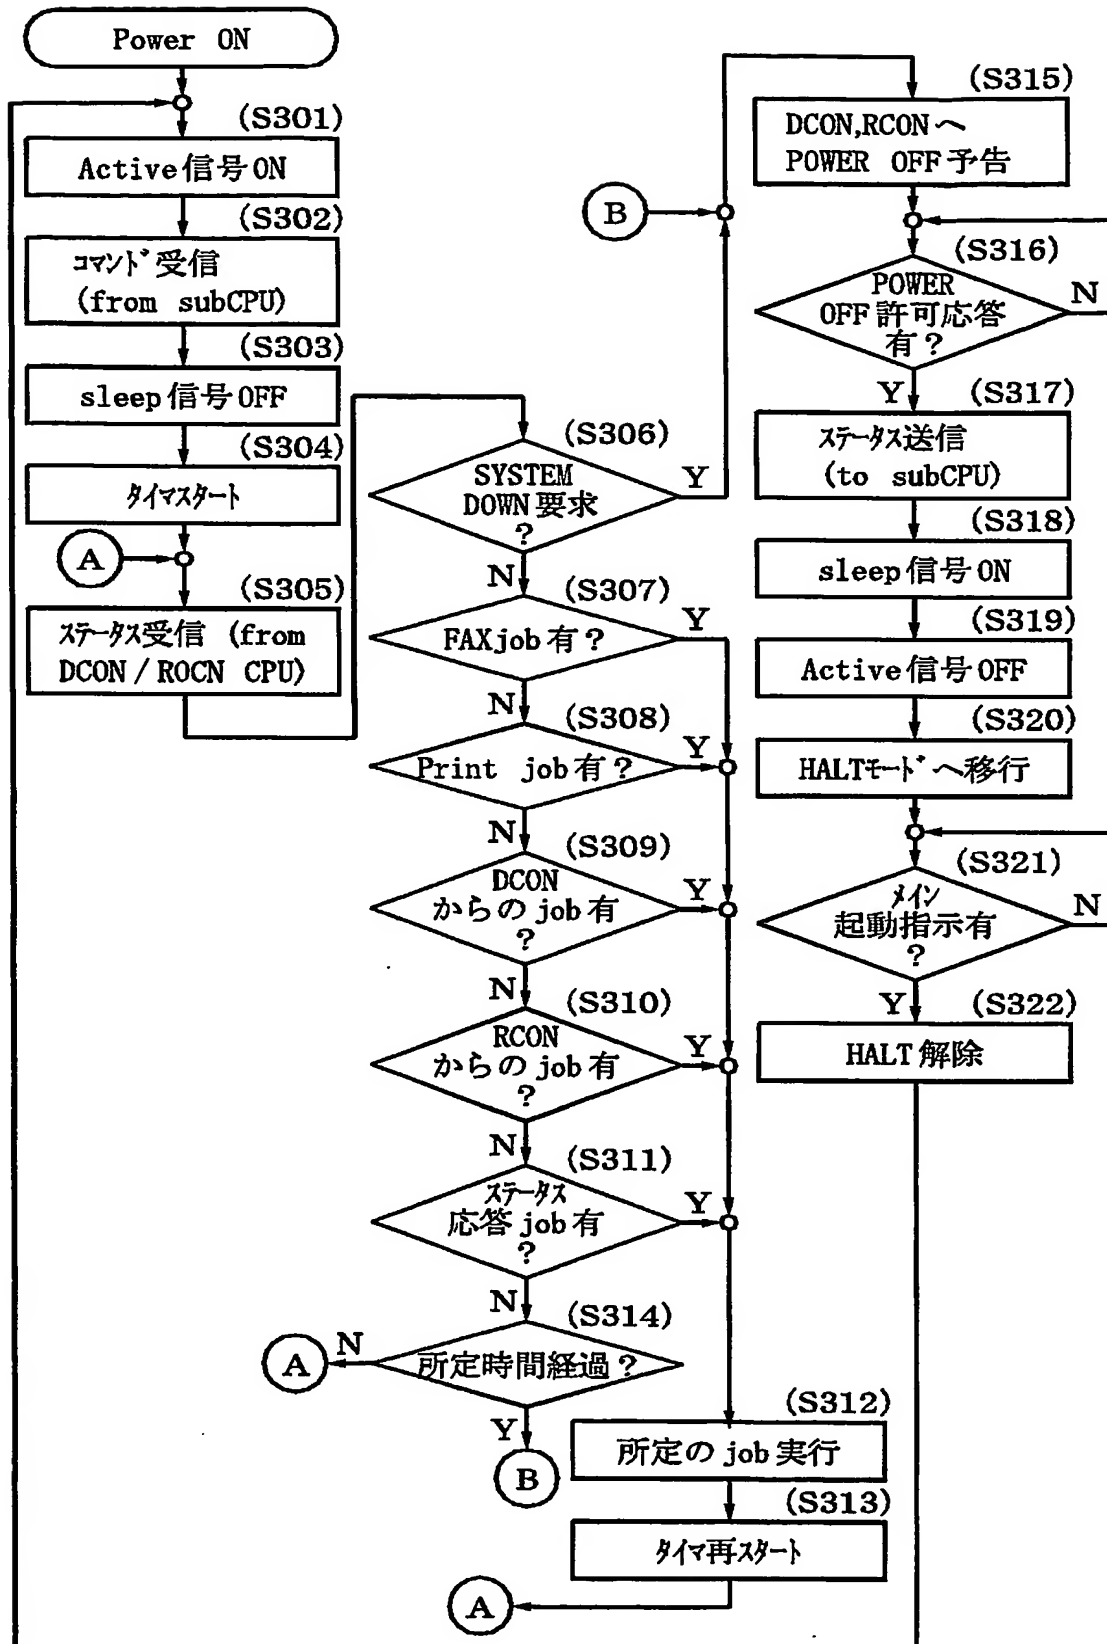 Power ON
(S301)
Active信号ON
(S302)
コマンド受信
(from subCPU)
(S303)
sleep信号OFF
(S304)
タイマスタート
A
(S305)
ステータス受信 (from
DCON/ROCN CPU)
(S306)
SYSTEM
DOWN要求
?
Y
N
(S307)
FAXjob有?
Y
N
(S308)
Print job有?
Y
N
(S309)
DCON
からのjob有
?
Y
N
(S310)
RCON
からのjob有
?
Y
N
(S311)
ステータス
応答job有
?
Y
N
(S314)
所定時間経過?
N
A
Y
B
(S312)
所定のjob実行
(S313)
タイマ再スタート
A
B
(S315)
DCON,RCONへ
POWER OFF予告
(S316)
POWER
OFF許可応答
有?
N
Y
(S317)
ステータス送信
(to subCPU)
(S318)
sleep信号ON
(S319)
Active信号OFF
(S320)
HALTモードへ移行
(S321)
メイン
起動指示有
?
N
Y
(S322)
HALT解除